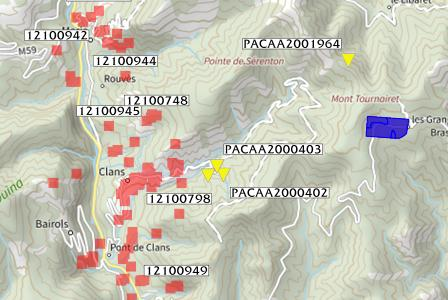 le Libaret
12100942
PACAA2001964
M59
12100944
Pointe de Sérenton
Rouves
Mont Tournairet
12100748
12100945
les Gran
Bras
PACAA2000403
Clans
PACAA2000402
12100798
Bairols
Pont de Clans
12100949